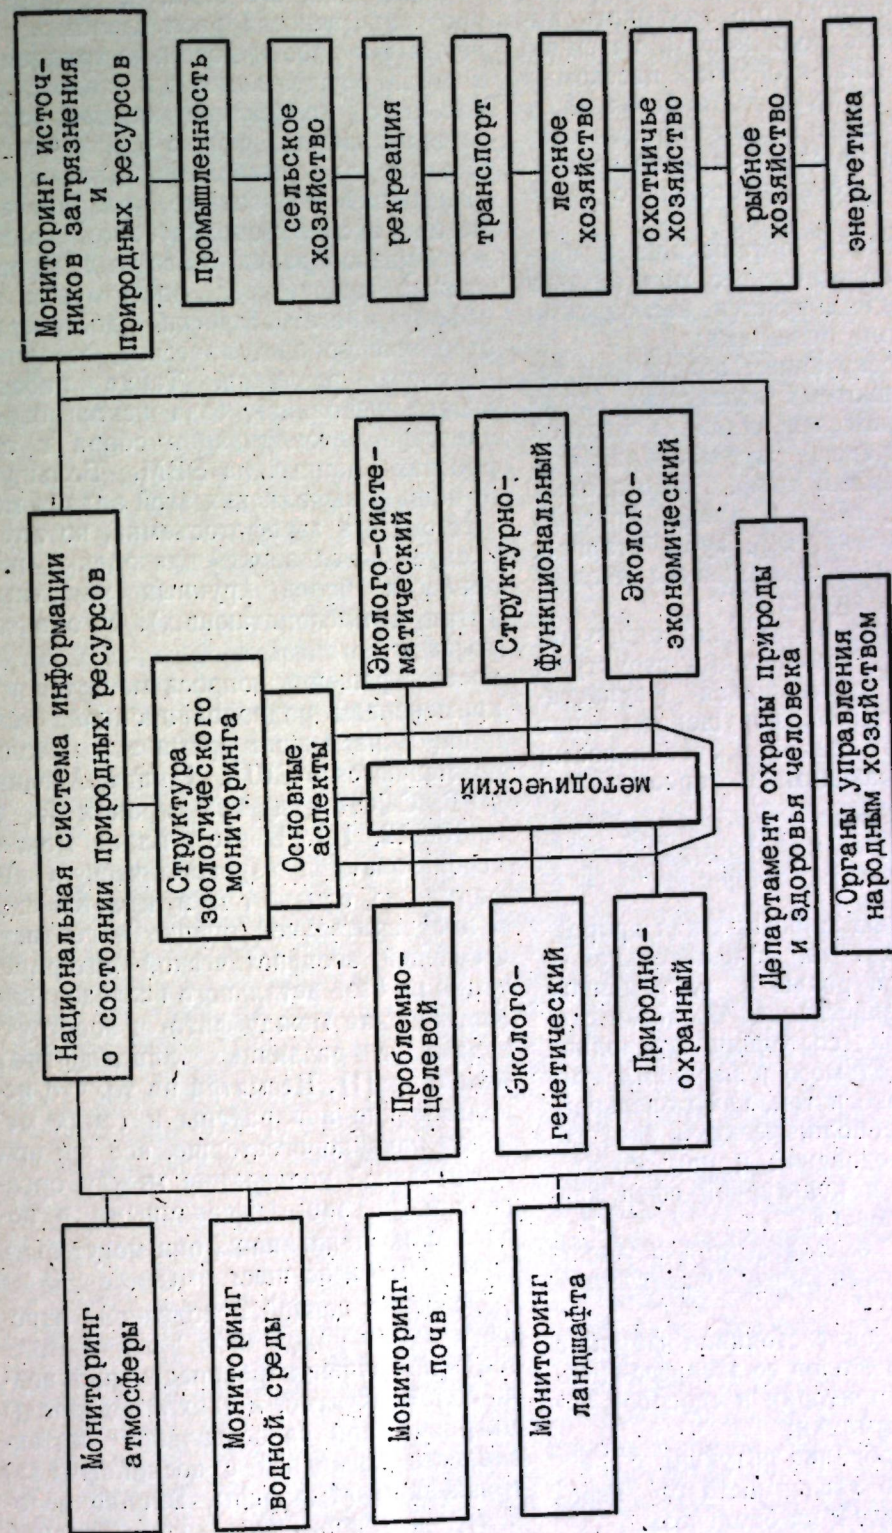 Мониторинг
атмосферы
Мониторинг
водной среды
Мониторинг
почв
Мониторинг
ландшафта
Национальная система информации
о состоянии природных ресурсов
Структура
зоологического
мониторинга
Основные
аспекты
методический
Проблемно-
целевой
Эколого-
генетический
Природно-
охранный
Эколого-систе-
матический
Структурно-
функциональный
Эколого-
экономический
Департамент охраны природы
и здоровья человека
Органы управления
народным хозяйством
Мониторинг источ-
ников загрязнения
и
природных ресурсов
промышленность
сельское
хозяйство
рекреация
транспорт
лесное
хозяйство
охотничье
хозяйство
рыбное
хозяйство
энергетика